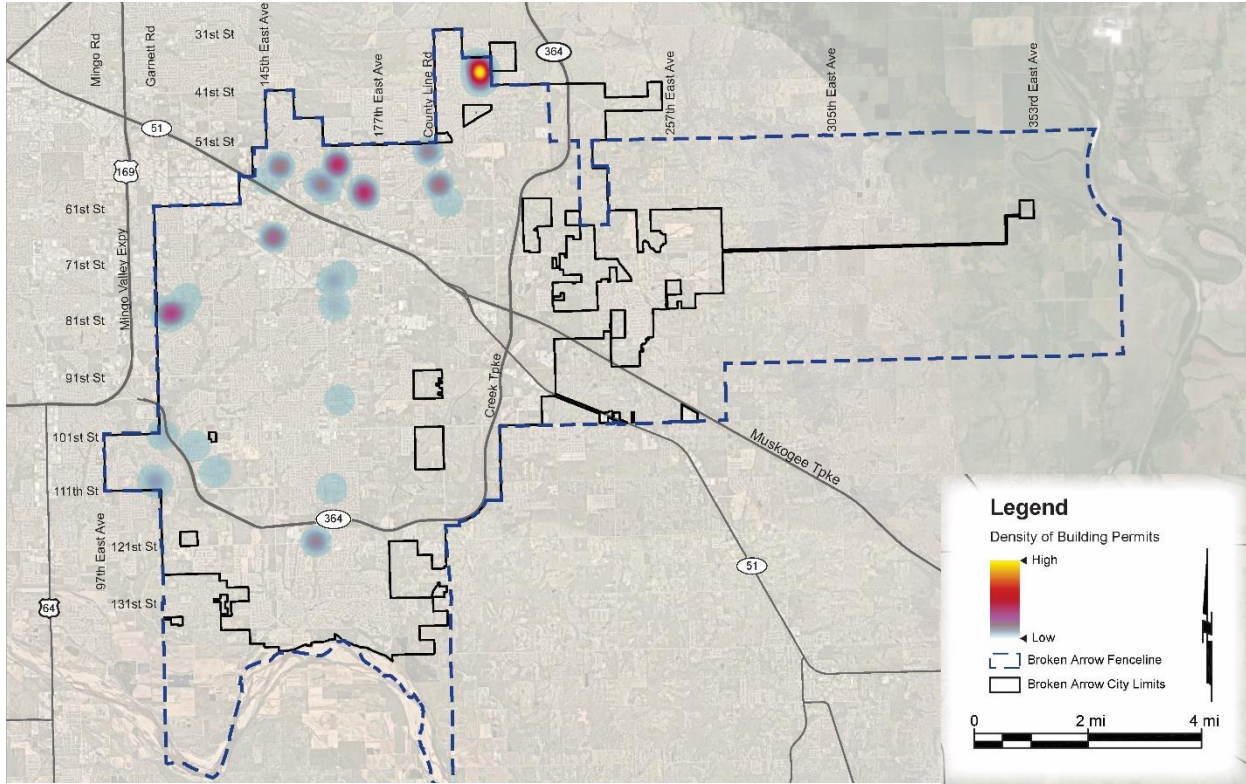 31st St
41st St
51st St
61st St
71st St
81st St
91st St
101st St
111th St
121st St
131st St
Mingo Rd
Garnett Rd
145th East Ave
177th East Ave
County Line Rd
257th East Ave
305th East Ave
353rd East Ave
364
51
169
Mingo Valley Expy
Creek Tpke
Muskogee Tpke
364
97th East Ave
64
51
Legend
Density of Building Permits
High
Low
Broken Arrow Fenceline
Broken Arrow City Limits
0 2 mi 4 mi